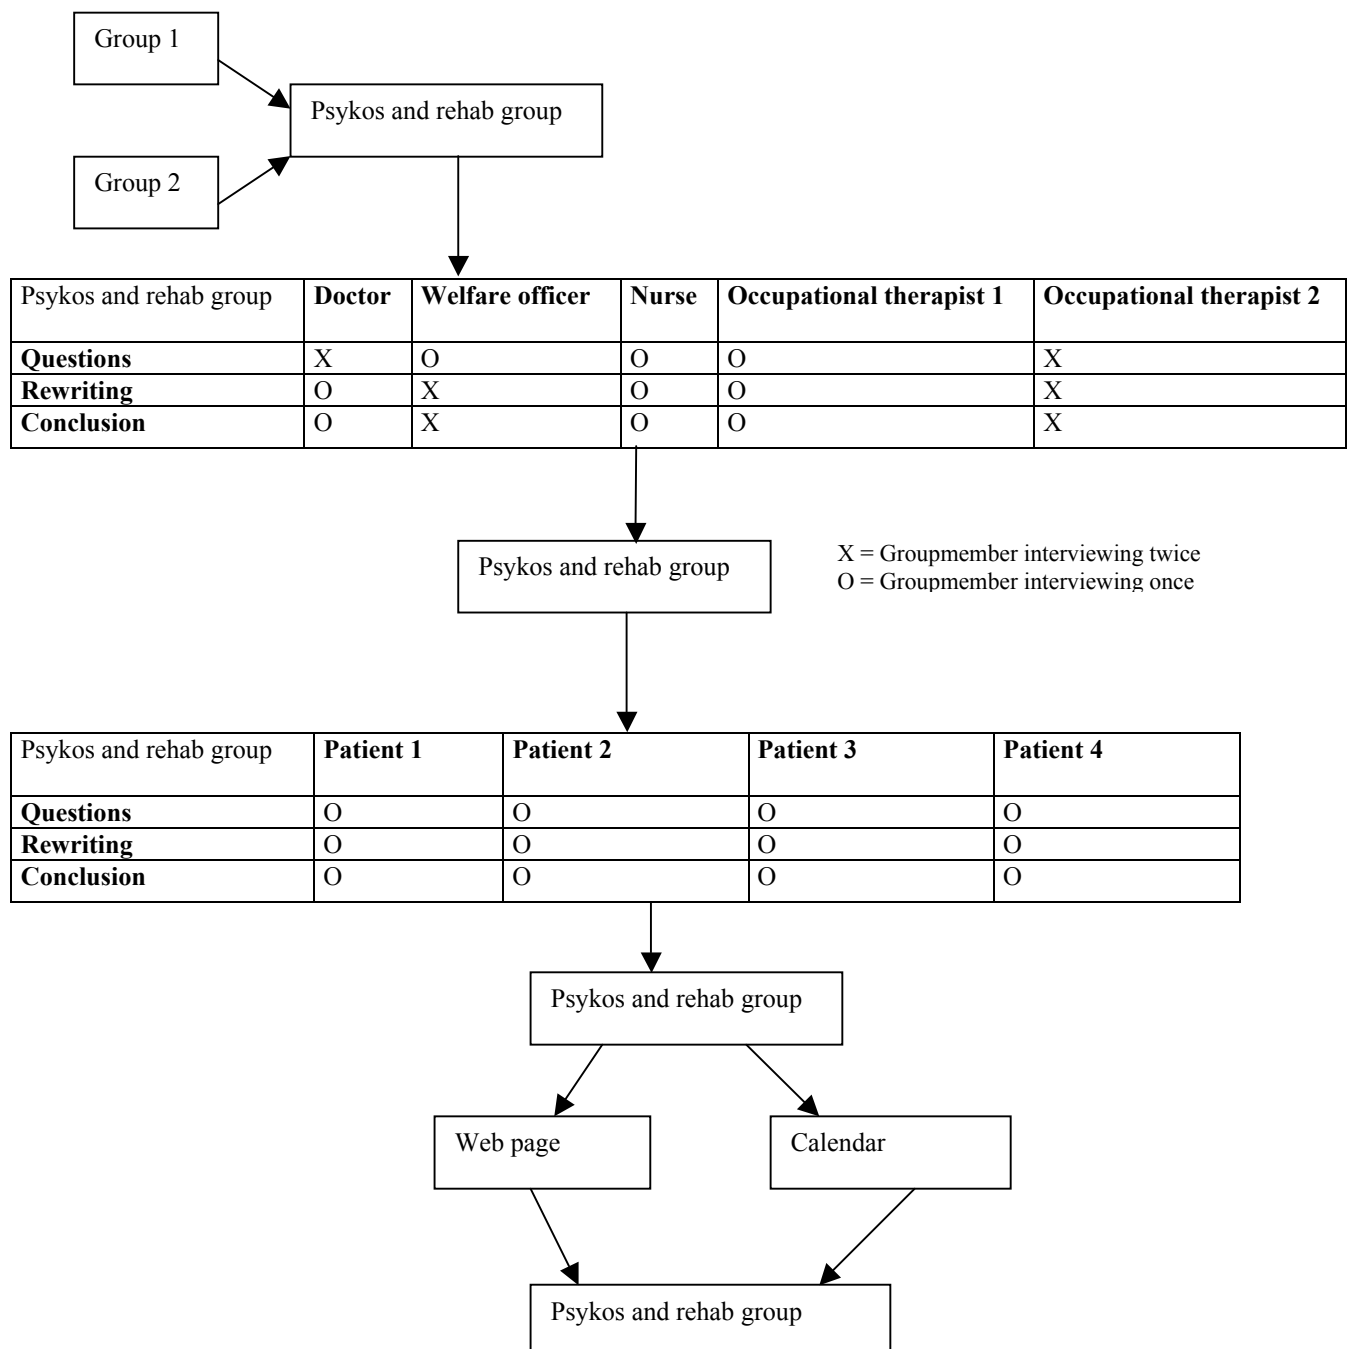 Group 1
Psykos and rehab group
Group 2
Psykos and rehab group Doctor Welfare officer Nurse Occupational therapist 1 Occupational therapist 2
Questions X O O O X
Rewriting O X O O X
Conclusion O X O O X
Psykos and rehab group
X = Groupmember interviewing twice
O = Groupmember interviewing once
Psykos and rehab group Patient 1 Patient 2 Patient 3 Patient 4
Questions O O O O
Rewriting O O O O
Conclusion O O O O
Psykos and rehab group
Web page
Calendar
Psykos and rehab group